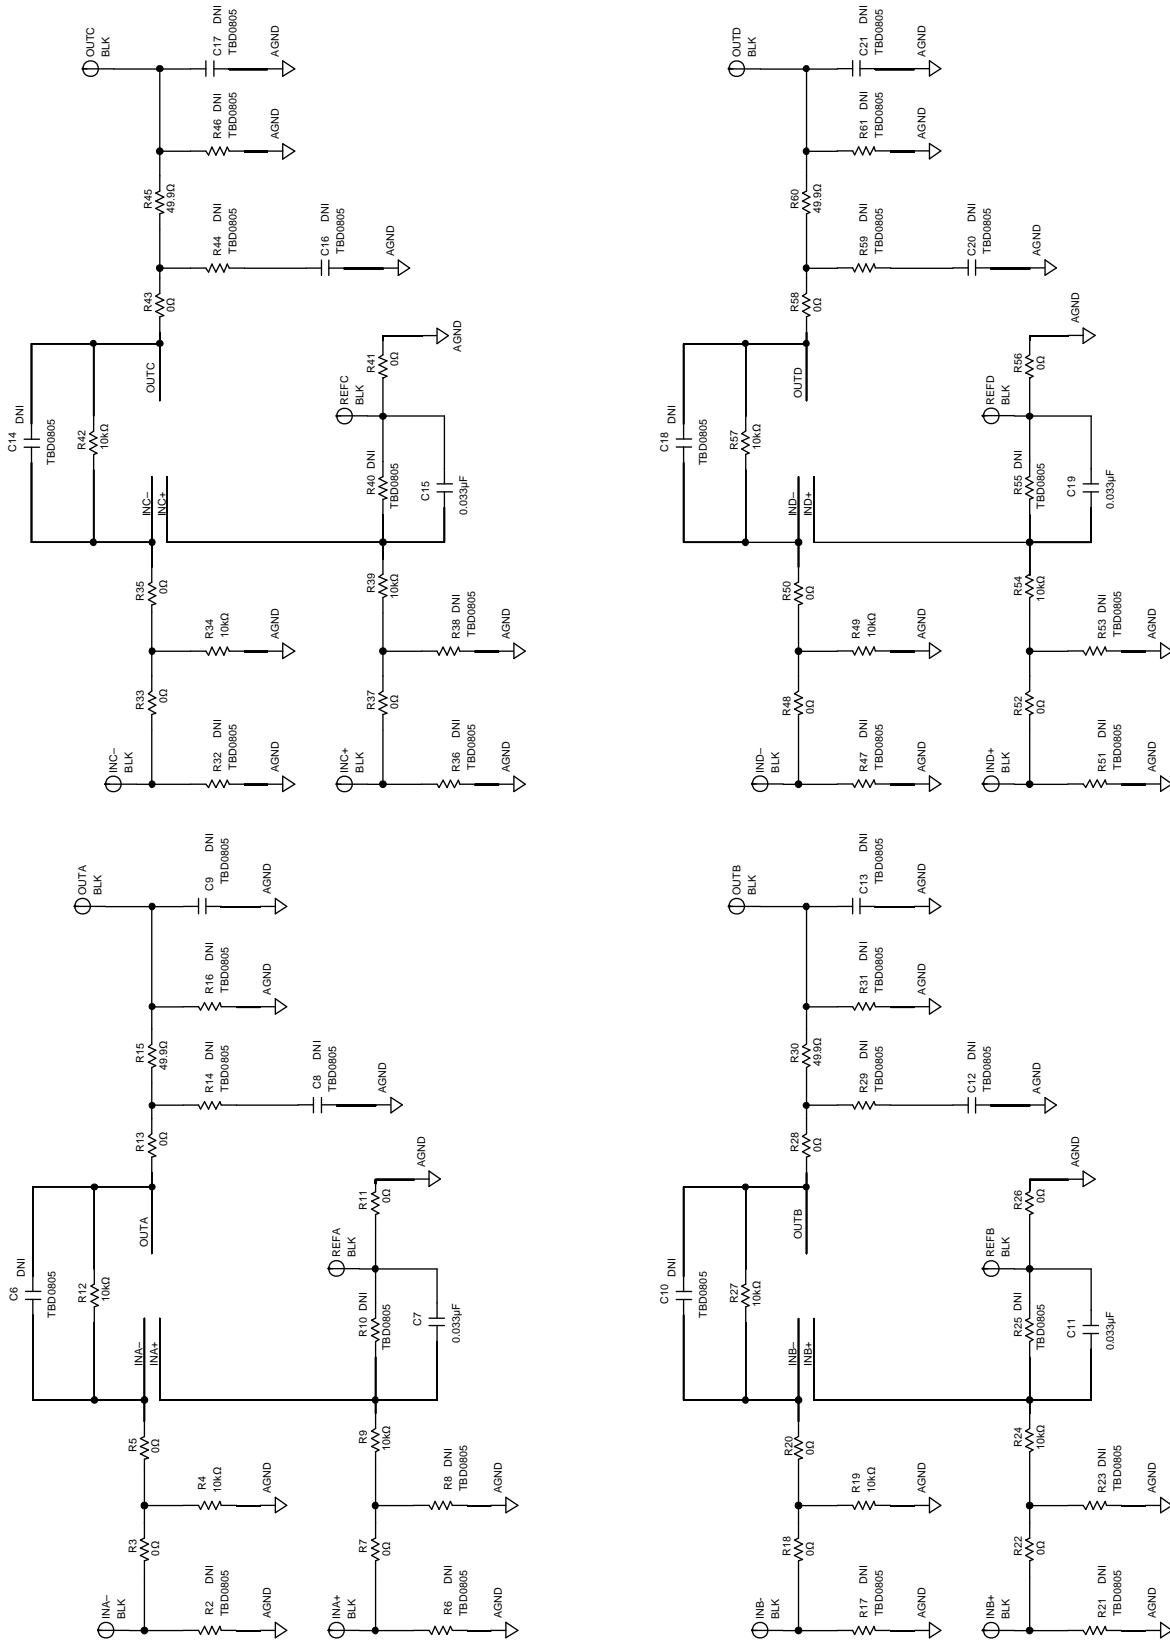 INA–
BLK
R2 DNI
TBD0805
AGND
R3
0Ω
R4
10kΩ
AGND
R5
0Ω
C6 DNI
TBD0805
R12
10kΩ
INA–
INA+
OUTA
R13
0Ω
R14 DNI
TBD0805
C8 DNI
TBD0805
AGND
R15
49.9Ω
R16 DNI
TBD0805
AGND
OUTA
BLK
C9 DNI
TBD0805
AGND
INA+
BLK
R6 DNI
TBD0805
AGND
R7
0Ω
R8 DNI
TBD0805
AGND
R9
10kΩ
R10 DNI
TBD0805
C7
0.033µF
REFA
BLK
R11
0Ω
AGND
INC–
BLK
R32 DNI
TBD0805
AGND
R33
0Ω
R34
10kΩ
AGND
R35
0Ω
C14 DNI
TBD0805
R42
10kΩ
INC–
INC+
OUTC
R43
0Ω
R44 DNI
TBD0805
C16 DNI
TBD0805
AGND
R45
49.9Ω
R46 DNI
TBD0805
AGND
OUTC
BLK
C17 DNI
TBD0805
AGND
INC+
BLK
R36 DNI
TBD0805
AGND
R37
0Ω
R38 DNI
TBD0805
AGND
R39
10kΩ
R40 DNI
TBD0805
C15
0.033µF
REFC
BLK
R41
0Ω
AGND
INB-
BLK
R17 DNI
TBD0805
AGND
R18
0Ω
R19
10kΩ
AGND
R20
0Ω
C10 DNI
TBD0805
R27
10kΩ
INB–
INB+
OUTB
R28
0Ω
R29 DNI
TBD0805
C12 DNI
TBD0805
AGND
R30
49.9Ω
R31 DNI
TBD0805
AGND
OUTB
BLK
C13 DNI
TBD0805
AGND
INB+
BLK
R21 DNI
TBD0805
AGND
R22
0Ω
R23 DNI
TBD0805
AGND
R24
10kΩ
R25 DNI
TBD0805
C11
0.033µF
REFB
BLK
R26
0Ω
AGND
IND–
BLK
R47 DNI
TBD0805
AGND
R48
0Ω
R49
10kΩ
AGND
R50
0Ω
C18 DNI
TBD0805
R57
10kΩ
IND–
IND+
OUTD
R58
0Ω
R59 DNI
TBD0805
C20 DNI
TBD0805
AGND
R60
49.9Ω
R61 DNI
TBD0805
AGND
OUTD
BLK
C21 DNI
TBD0805
AGND
IND+
BLK
R51 DNI
TBD0805
AGND
R52
0Ω
R53 DNI
TBD0805
AGND
R54
10kΩ
R55 DNI
TBD0805
C19
0.033µF
REFD
BLK
R56
0Ω
AGND